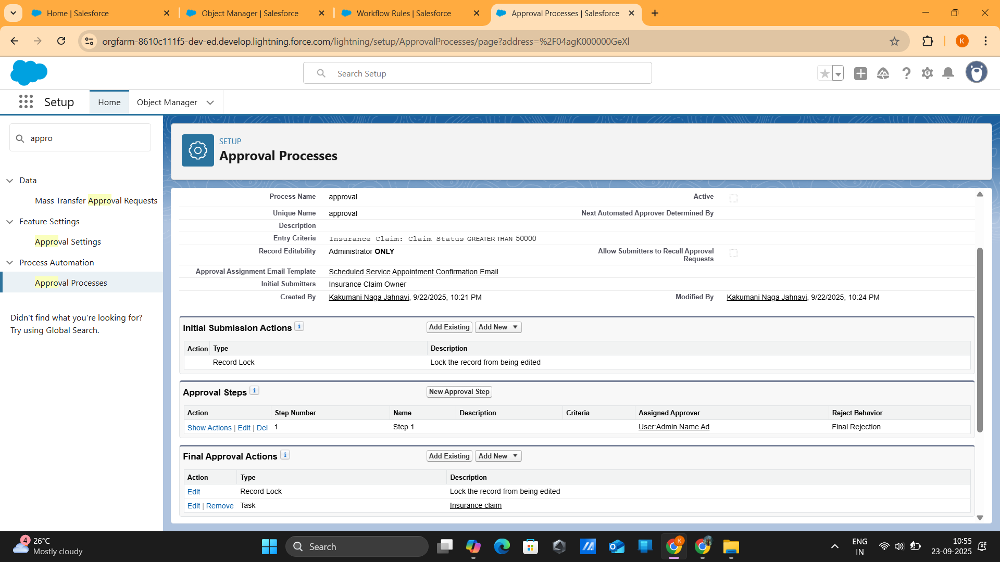 Home | Salesforce
Object Manager | Salesforce
Workflow Rules | Salesforce
Approval Processes | Salesforce
orgfarm-8610c111f5-dev-ed.develop.lightning.force.com/lightning/setup/ApprovalProcesses/page?address=%2F04agK000000GeXl
K
Search Setup
Setup
Home
Object Manager
appro
Data
Mass Transfer Approval Requests
Feature Settings
Approval Settings
Process Automation
Approval Processes
Didn't find what you're looking for?
Try using Global Search.
SETUP
Approval Processes
Process Name approval Active
Unique Name approval Next Automated Approver Determined By
Description
Entry Criteria Insurance Claim: Claim Status GREATER THAN 50000
Record Editability Administrator ONLY Allow Submitters to Recall Approval
Requests
Approval Assignment Email Template Scheduled Service Appointment Confirmation Email
Initial Submitters Insurance Claim Owner
Created By Kakumani Naga Jahnavi, 9/22/2025, 10:21 PM Modified By Kakumani Naga Jahnavi, 9/22/2025, 10:24 PM
Initial Submission Actions i Add Existing Add New
Action Type Description
Record Lock Lock the record from being edited
Approval Steps i New Approval Step
Action Step Number Name Description Criteria Assigned Approver Reject Behavior
Show Actions | Edit | Del 1 Step 1 User:Admin Name Ad Final Rejection
Final Approval Actions i Add Existing Add New
Action Type Description
Edit Record Lock Lock the record from being edited
Edit | Remove Task Insurance claim
4
26°C
Mostly cloudy
Search
K
ENG
IN
10:55
23-09-2025